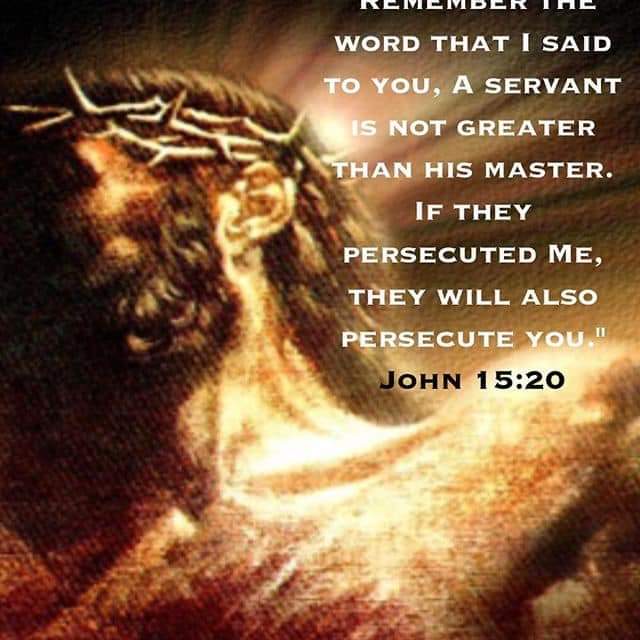 REMEMBER THE
WORD THAT I SAID
TO YOU, A SERVANT
IS NOT GREATER
THAN HIS MASTER.
IF THEY
PERSECUTED ME,
THEY WILL ALSO
PERSECUTE YOU."
JOHN 15:20